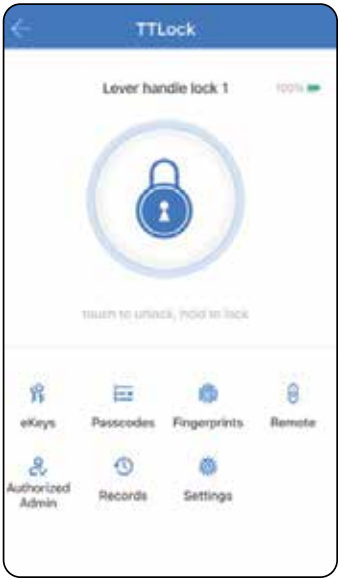 TTLock
Lever handle lock 1
100%
touch to unlock, hold to lock
eKeys
Passcodes
Fingerprints
Remote
Authorized
Admin
Records
Settings